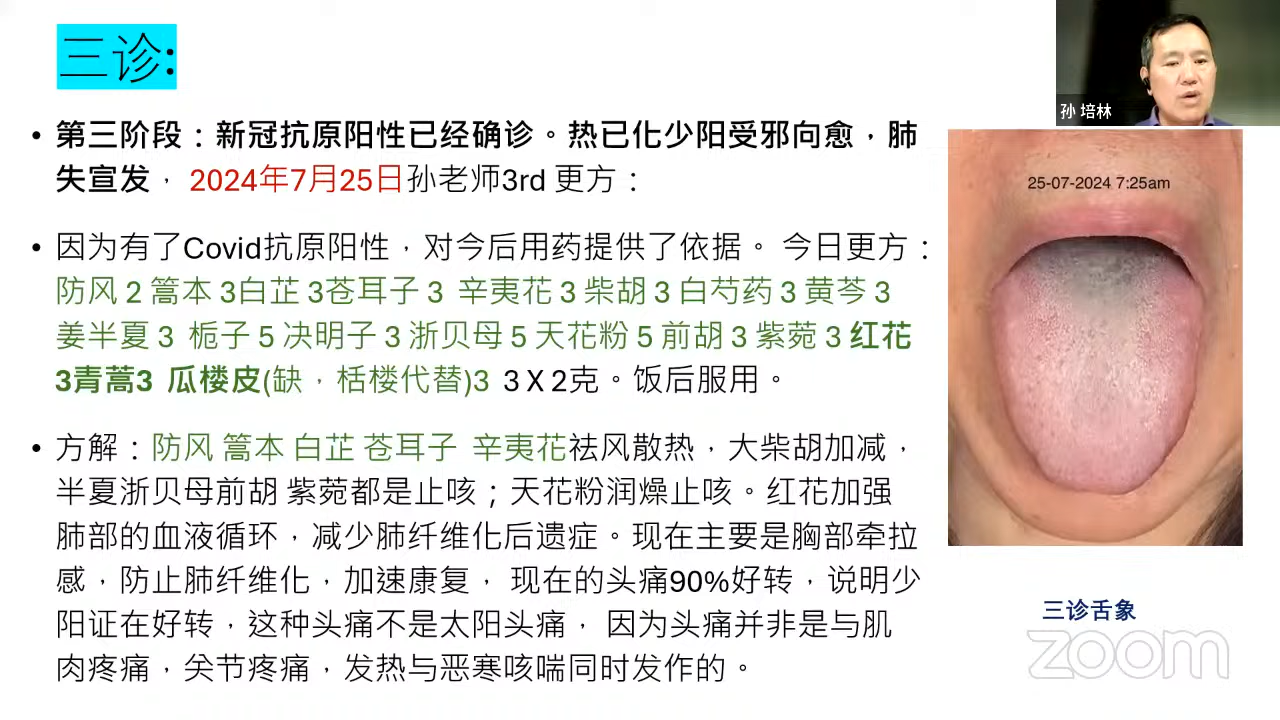 三诊:
孙 培林
• 第三阶段：新冠抗原阳性已经确诊。热已化少阳受邪向愈，肺
失宣发， 2024年7月25日孙老师3rd 更方：
25-07-2024 7:25am
• 因为有了Covid抗原阳性，对今后用药提供了依据。 今日更方：
防风 2 篙本 3白芷 3苍耳子 3 辛夷花 3 柴胡 3 白芍药 3 黄芩 3
姜半夏 3 栀子 5 决明子 3 浙贝母 5 天花粉 5 前胡 3 紫菀 3 红花
3青蒿3 瓜楼皮(缺，栝楼代替)3 3 X 2克。饭后服用。
• 方解：防风 篙本 白芷 苍耳子 辛夷花祛风散热，大柴胡加减，
半夏浙贝母前胡 紫菀都是止咳；天花粉润燥止咳。红花加强
肺部的血液循环，减少肺纤维化后遗症。现在主要是胸部牵拉
感，防止肺纤维化，加速康复， 现在的头痛90%好转，说明少
阳证在好转，这种头痛不是太阳头痛， 因为头痛并非是与肌
肉疼痛，关节疼痛，发热与恶寒咳喘同时发作的。
三诊舌象
zoom